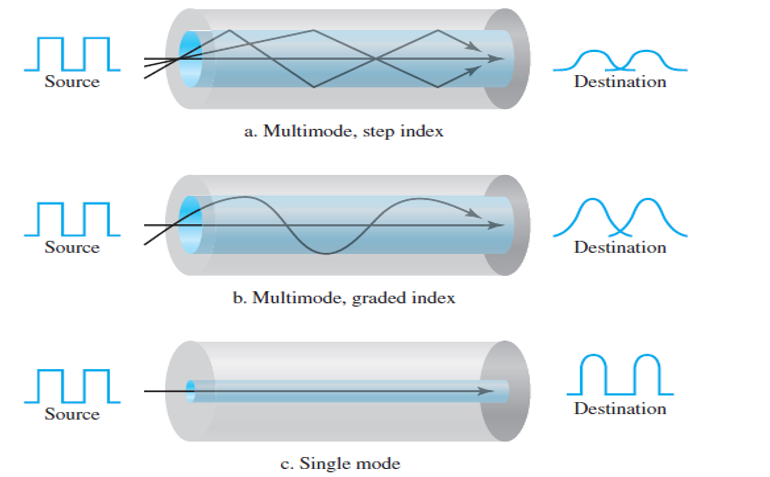 Source
Destination
a. Multimode, step index
Source
Destination
b. Multimode, graded index
Source
Destination
c. Single mode